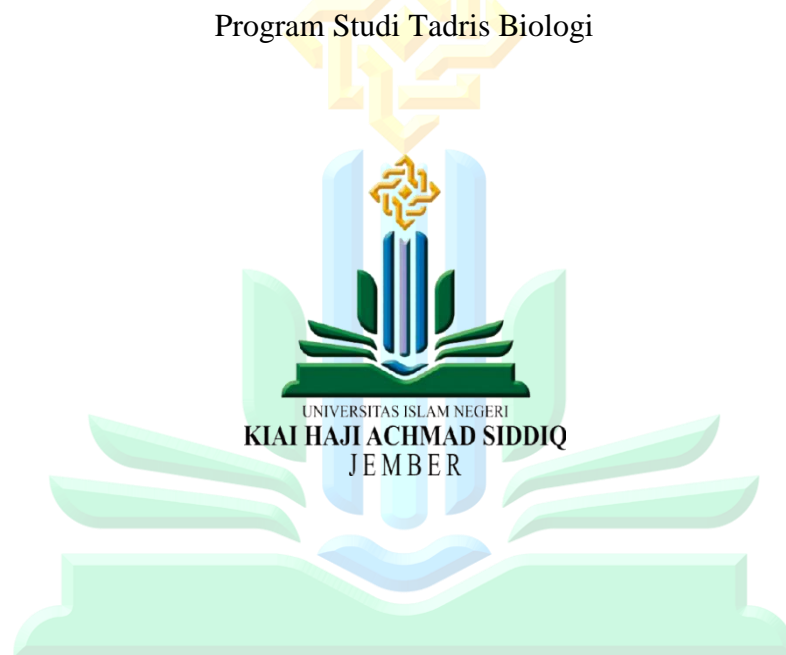 Program Studi Tadris Biologi
UNIVERSITAS ISLAM NEGERI
KIAI HAJI ACHMAD SIDDIQ
JEMBER